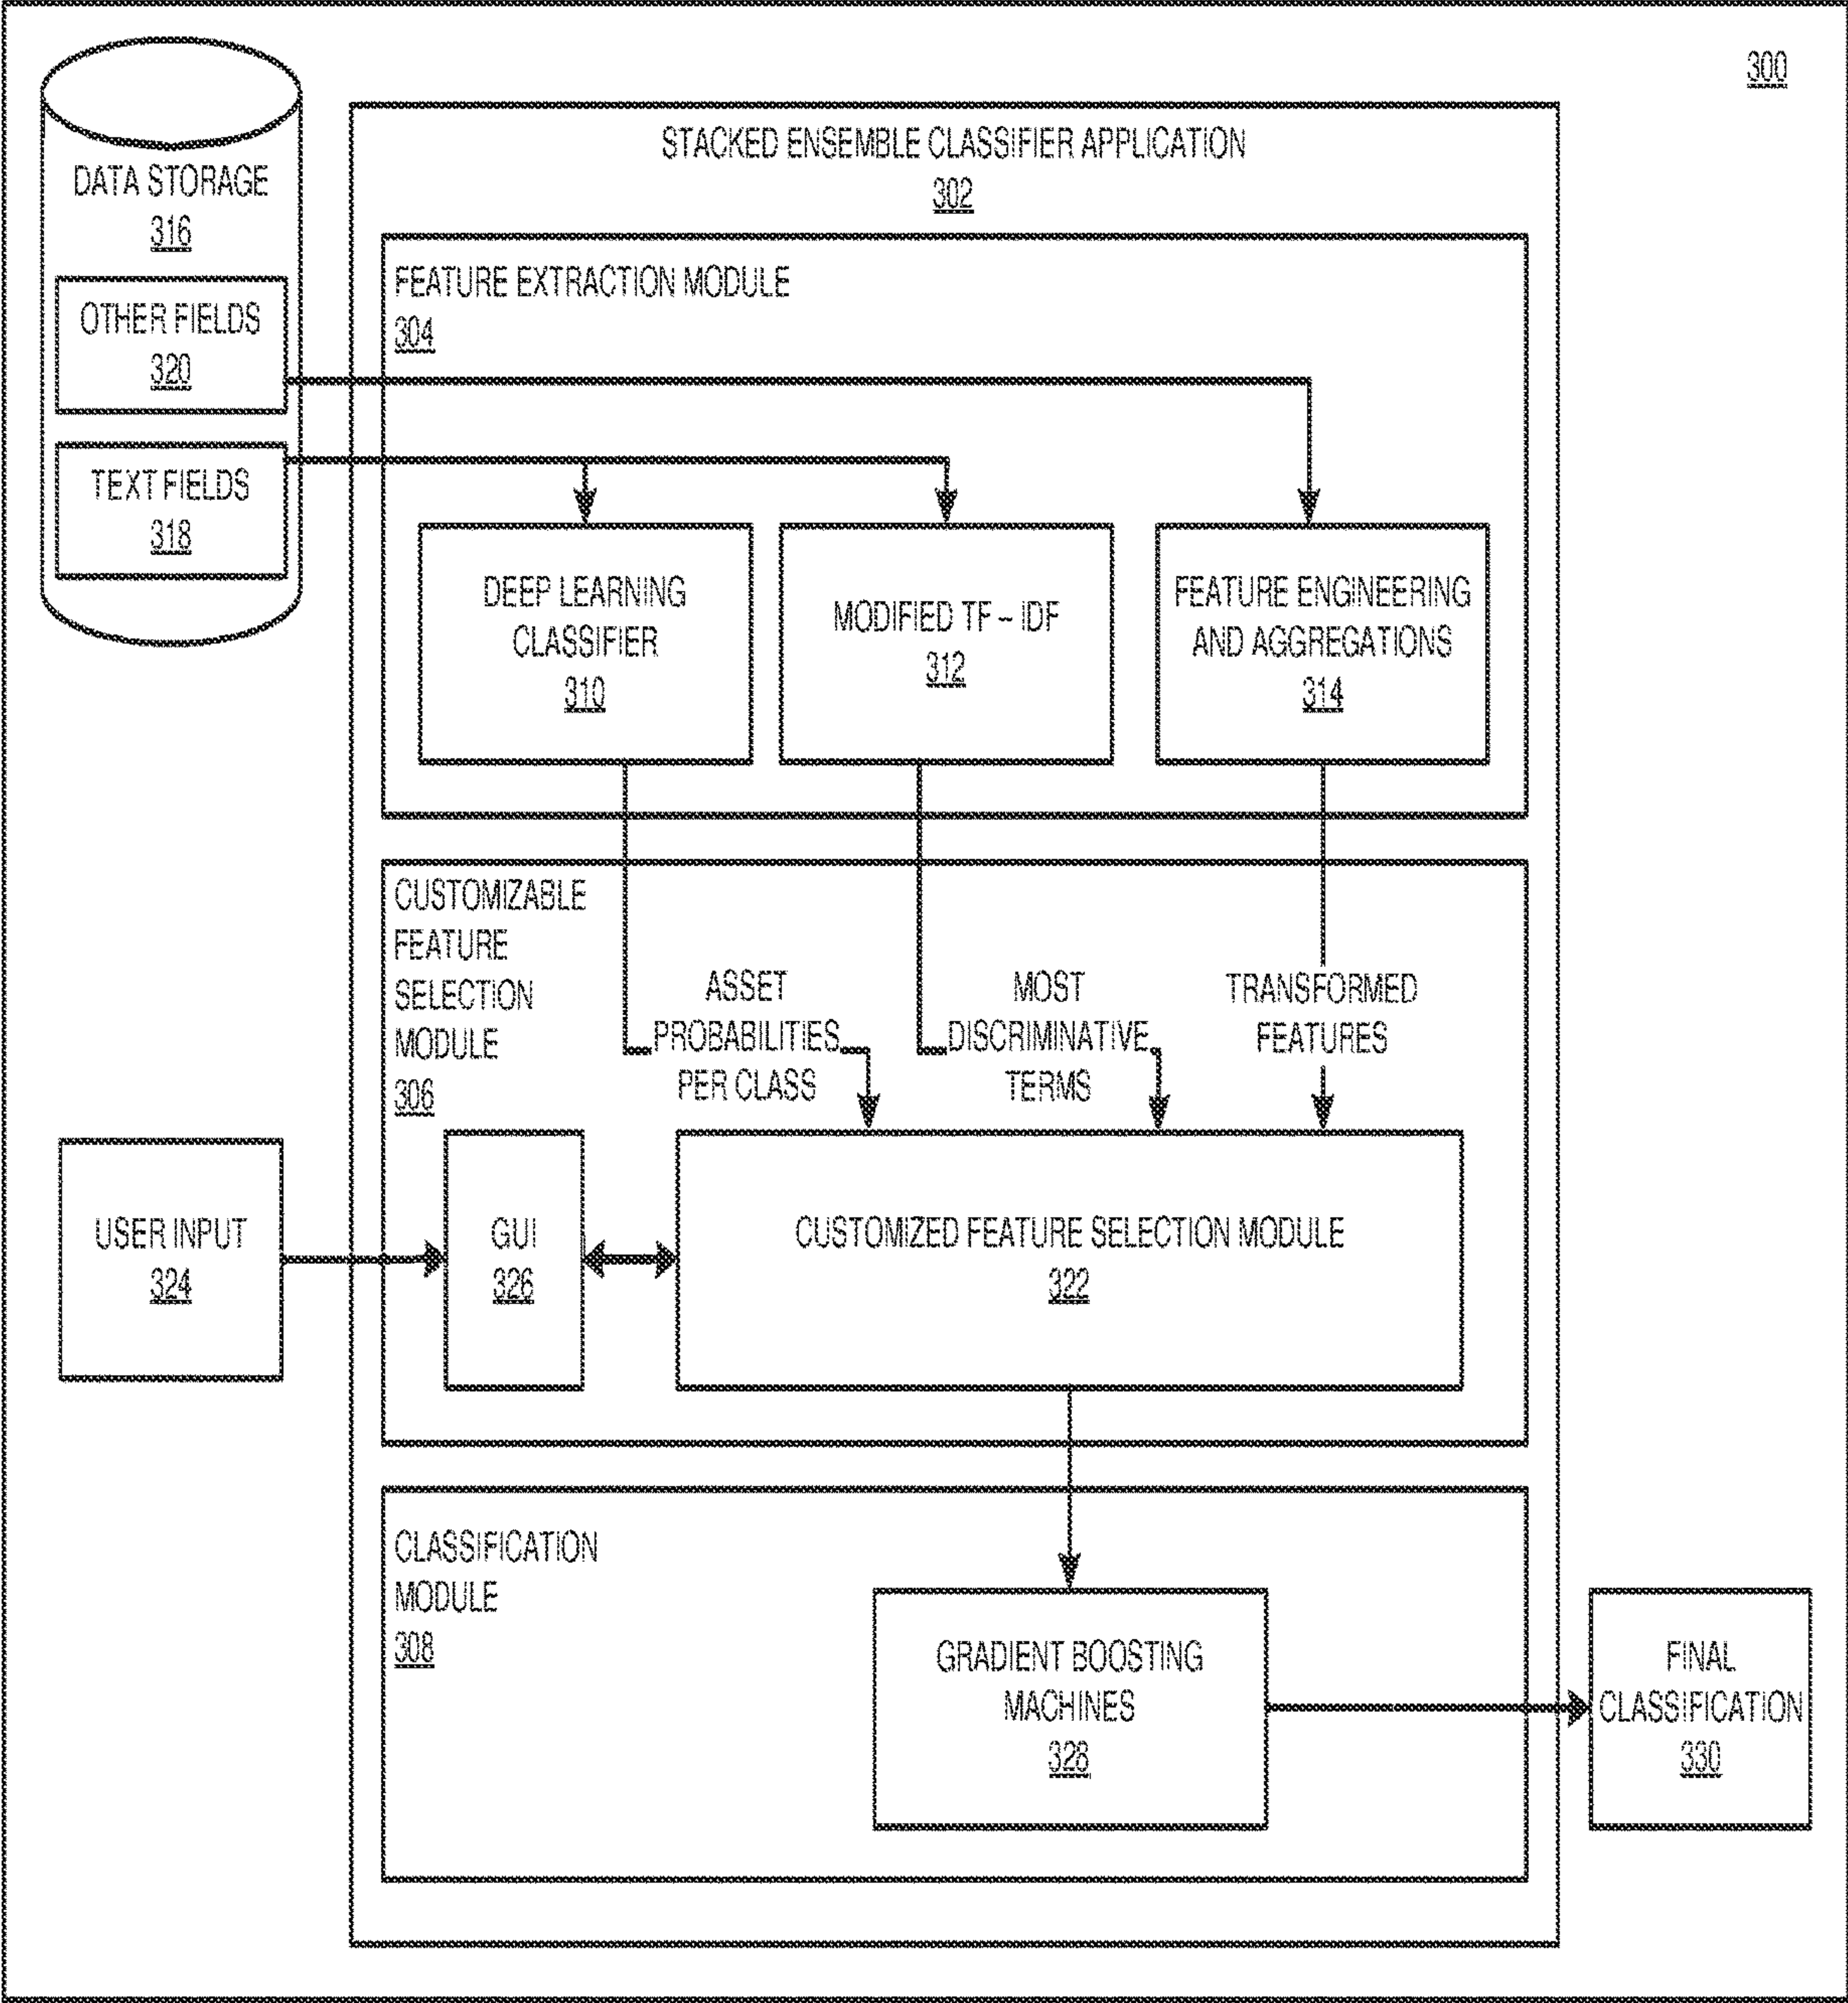 300
DATA STORAGE
316
OTHER FIELDS
320
TEXT FIELDS
318
STACKED ENSEMBLE CLASSIFIER APPLICATION
302
FEATURE EXTRACTION MODULE
304
DEEP LEARNING
CLASSIFIER
310
MODIFIED TF – IDF
312
FEATURE ENGINEERING
AND AGGREGATIONS
314
CUSTOMIZABLE
FEATURE
SELECTION
MODULE
306
ASSET
PROBABILITIES
PER CLASS
MOST
DISCRIMINATIVE
TERMS
TRANSFORMED
FEATURES
USER INPUT
324
GUI
326
CUSTOMIZED FEATURE SELECTION MODULE
322
CLASSIFICATION
MODULE
308
GRADIENT BOOSTING
MACHINES
328
FINAL
CLASSIFICATION
330